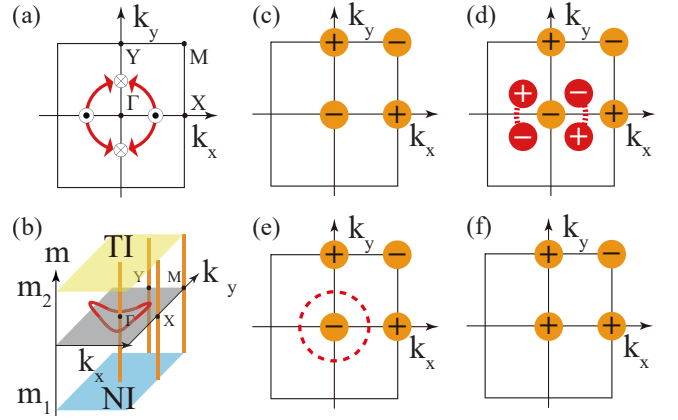 (a)
k_y
Y
M
Γ
X
k_x
(b)
m
TI
m_2
Y
M
k_y
Γ
X
k_x
m_1
NI
(c)
k_y
+
−
−
+
k_x
(d)
k_y
+
−
+
−
−
+
−
+
k_x
(e)
k_y
+
−
−
+
k_x
(f)
k_y
+
−
+
+
k_x